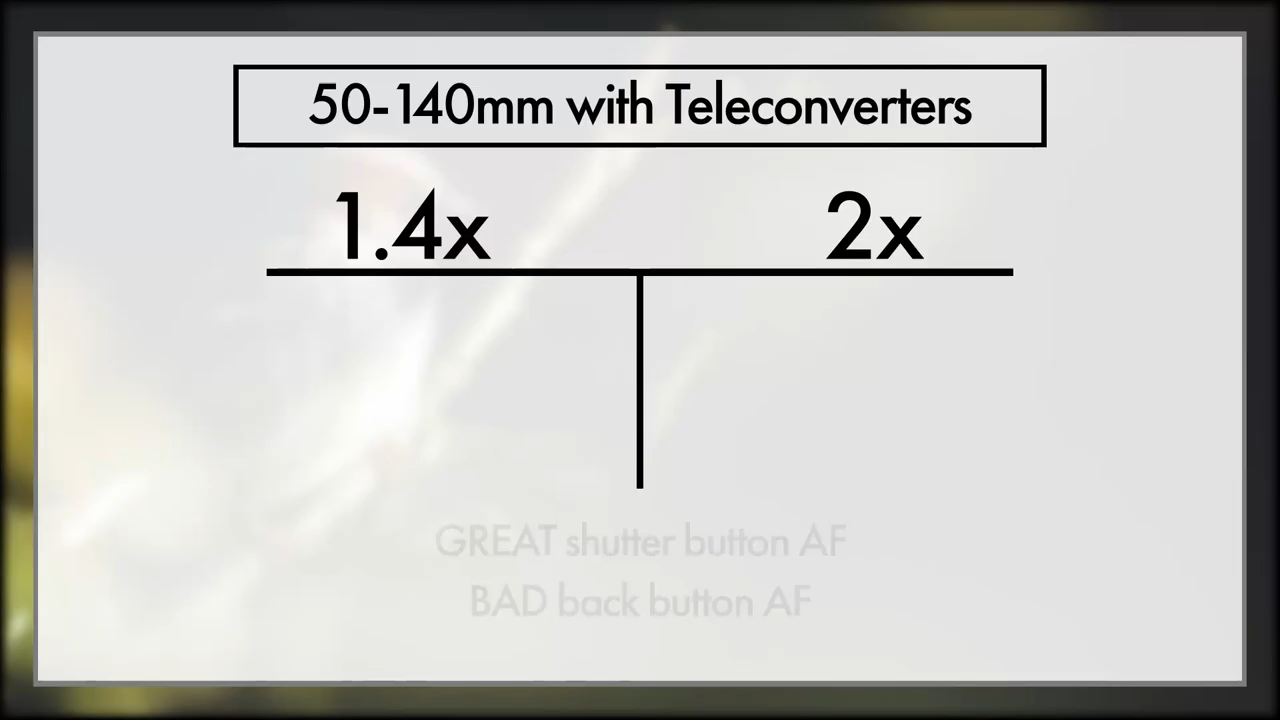 50-140mm with Teleconverters
1.4x
2x
GREAT shutter button AF
BAD back button AF